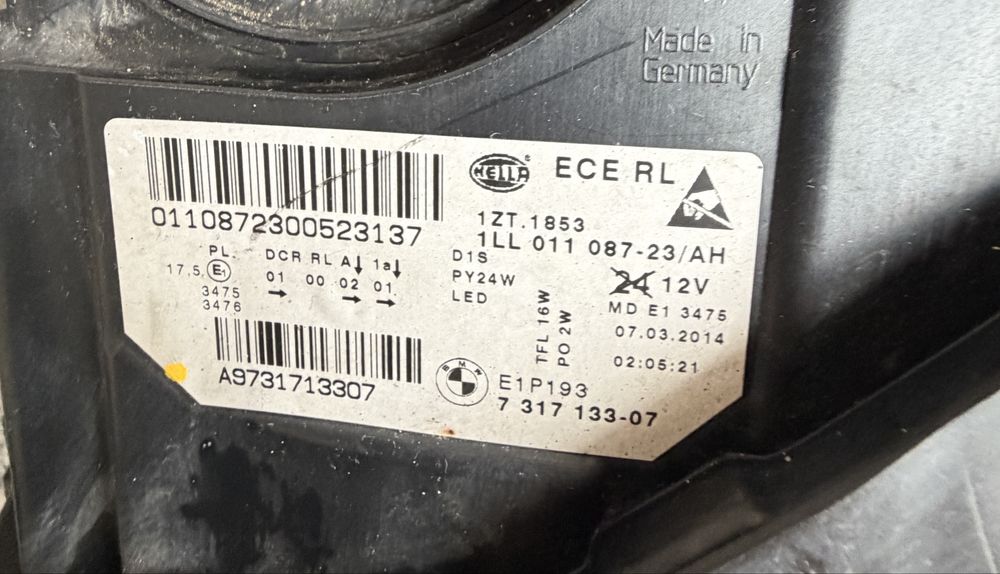 Made in
Germany
HELLA ECE RL
0110872300523137
1ZT.1853
1LL 011 087-23/AH
PL. DCR RL A↓ 1a↓
17,5. E1 01 00 02 01
→ → →
3475
3476
D1S
PY24W
LED
24 12V
MD E1 3475
07.03.2014
02:05:21
TFL 16W
PO 2W
A9731713307
BMW
E1P193
7 317 133-07